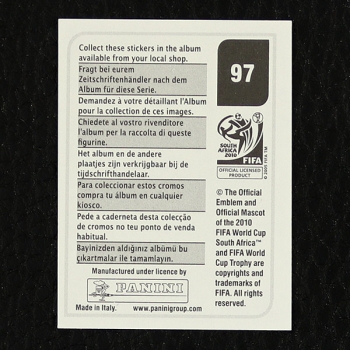 Collect these stickers in the album
available from your local shop.
Fragt bei eurem
Zeitschriftenhändler nach dem
Album für diese Serie.
Demandez à votre détaillant l'Album
pour la collection de ces images.
Chiedete al vostro rivenditore
l'album per la raccolta di queste
figurine.
Het album en de andere
plaatjes zijn verkrijgbaar bij de
tijdschrifthandelaar.
Para coleccionar estos cromos
compra tu álbum en cualquier
kiosco.
Pede a caderneta desta colecção
de cromos no teu ponto de venda
habitual.
Bayinizden aldığınız albümü bu
çıkartmalar ile tamamlayın.
Manufactured under licence by
PANINI
Made in Italy. www.paninigroup.com
97
SOUTH AFRICA
2010
FIFA
OFFICIAL LICENSED
PRODUCT
© The Official
Emblem and
Official Mascot
of the 2010
FIFA World Cup
South Africa™
and FIFA World
Cup Trophy are
copyrights and
trademarks of
FIFA. All rights
reserved.